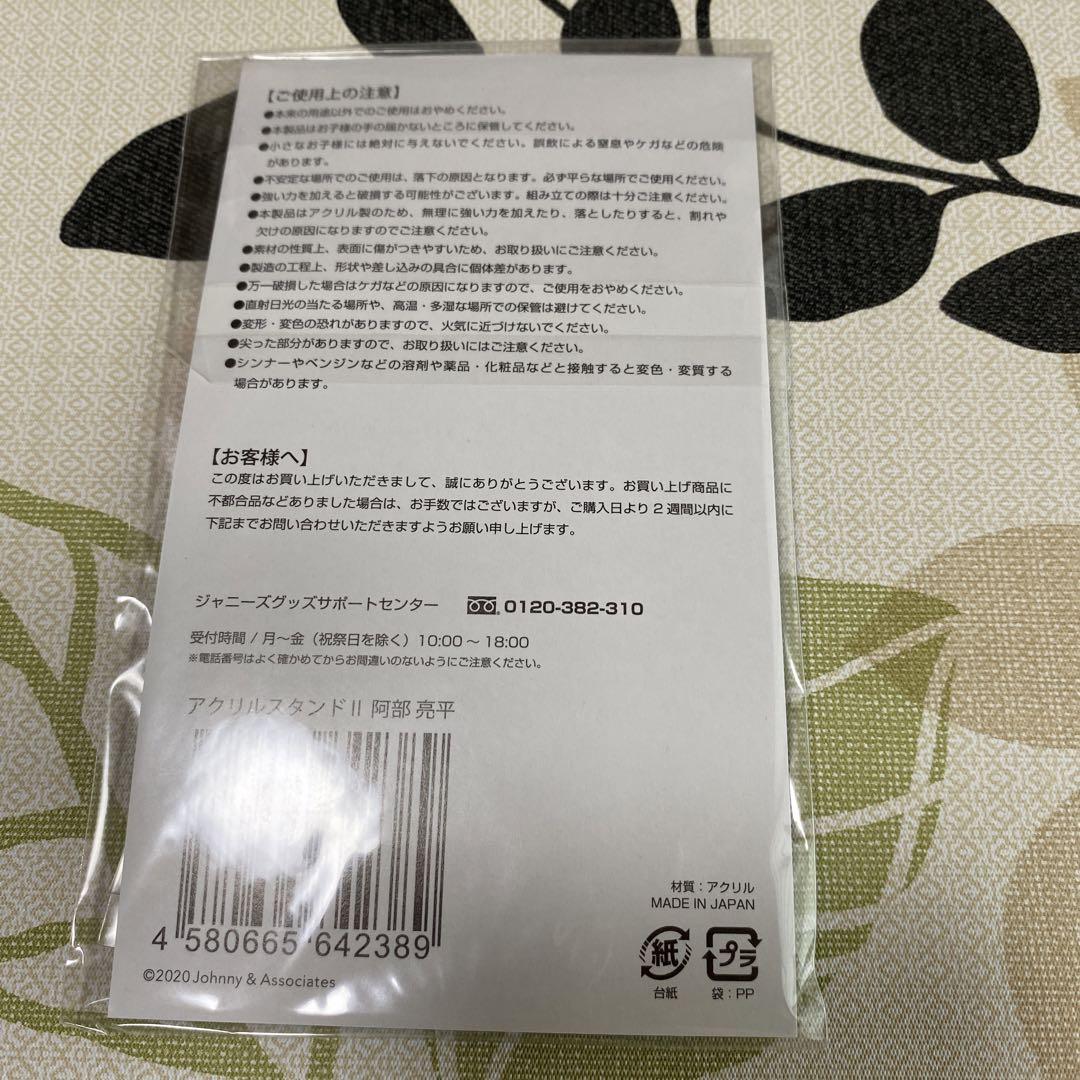 【ご使用上の注意】
●本来の用途以外でのご使用はおやめください。
●本製品はお子様の手の届かないところに保管してください。
●小さなお子様には絶対に与えないでください。誤飲による窒息やケガなどの危険
があります。
●不安定な場所でのご使用は、落下の原因となります。必ず平らな場所でご使用ください。
●強い力を加えると破損する可能性がございます。組み立ての際は十分ご注意ください。
●本製品はアクリル製のため、無理に強い力を加えたり、落としたりすると、割れや
欠けの原因になりますのでご注意ください。
●素材の性質上、表面に傷がつきやすいため、お取り扱いにご注意ください。
●製造の工程上、形状や差し込みの具合に個体差があります。
●万一破損した場合はケガなどの原因になりますので、ご使用をおやめください。
●直射日光の当たる場所や、高温・多湿な場所での保管は避けてください。
●変形・変色の恐れがありますので、火気に近づけないでください。
●尖った部分がありますので、お取り扱いにはご注意ください。
●シンナーやベンジンなどの溶剤や薬品・化粧品などと接触すると変色・変質する
場合があります。
【お客様へ】
この度はお買い上げいただきまして、誠にありがとうございます。お買い上げ商品に
不都合品などありました場合は、お手数ではございますが、ご購入日より2週間以内に
下記までお問い合わせいただきますようお願い申し上げます。
ジャニーズグッズサポートセンター 0120-382-310
受付時間 / 月〜金（祝祭日を除く）10:00 〜 18:00
※電話番号はよく確かめてからお間違いのないようにご注意ください。
アクリルスタンドII 阿部 亮平
4 580665 642389
©2020 Johnny & Associates
材質：アクリル
MADE IN JAPAN
紙 プラ
台紙 袋：PP